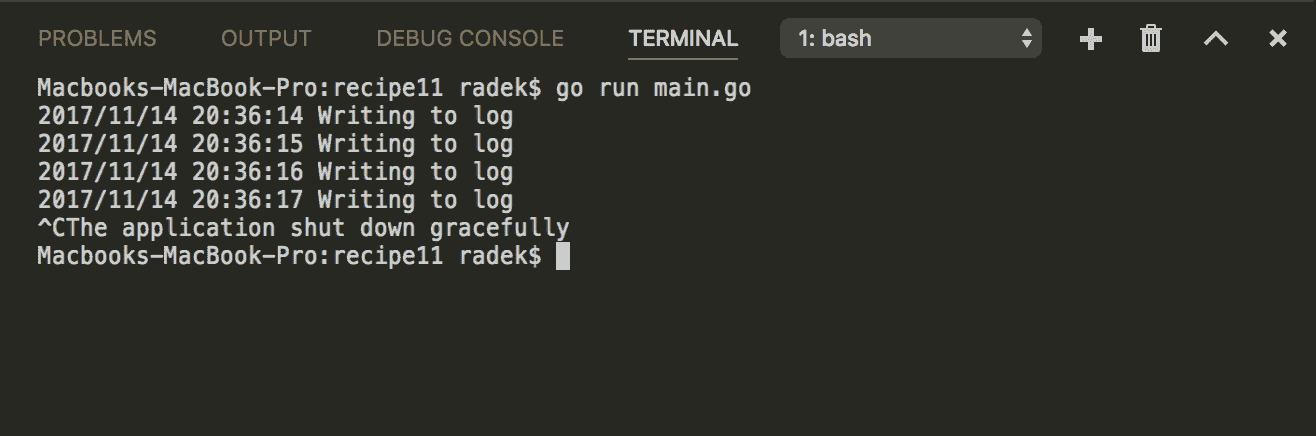 PROBLEMS OUTPUT DEBUG CONSOLE TERMINAL 1: bash
Macbooks-MacBook-Pro:recipe11 radek$ go run main.go
2017/11/14 20:36:14 Writing to log
2017/11/14 20:36:15 Writing to log
2017/11/14 20:36:16 Writing to log
2017/11/14 20:36:17 Writing to log
^CThe application shut down gracefully
Macbooks-MacBook-Pro:recipe11 radek$